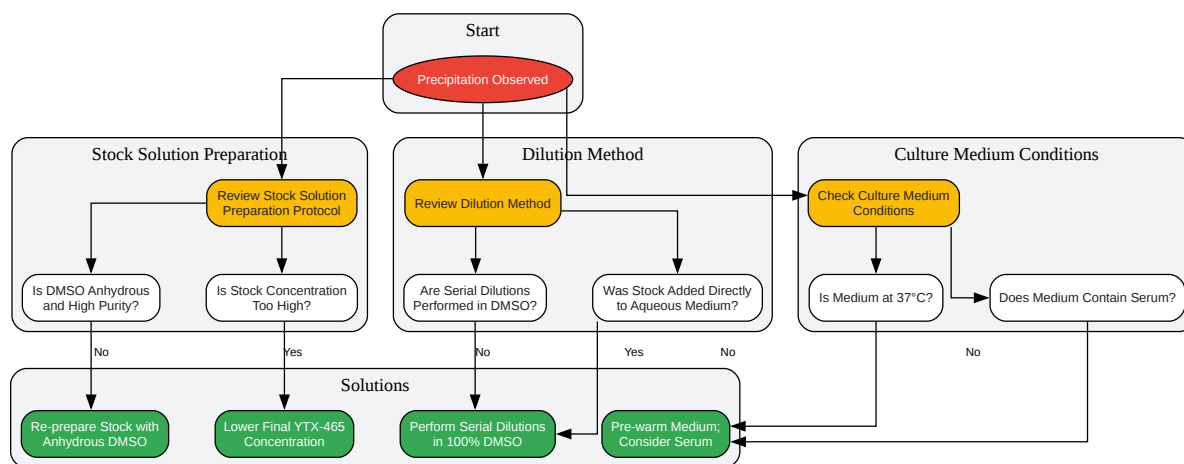 Start
Precipitation Observed
Stock Solution Preparation
Dilution Method
Culture Medium Conditions
Review Stock Solution
Preparation Protocol
Review Dilution Method
Check Culture Medium
Conditions
Is DMSO Anhydrous
and High Purity?
Is Stock Concentration
Too High?
Are Serial Dilutions
Performed in DMSO?
Was Stock Added Directly
to Aqueous Medium?
Is Medium at 37°C?
Does Medium Contain Serum?
No
Yes
No
Yes
No
No
Solutions
Re-prepare Stock with
Anhydrous DMSO
Lower Final YTX-465
Concentration
Perform Serial Dilutions
in 100% DMSO
Pre-warm Medium;
Consider Serum